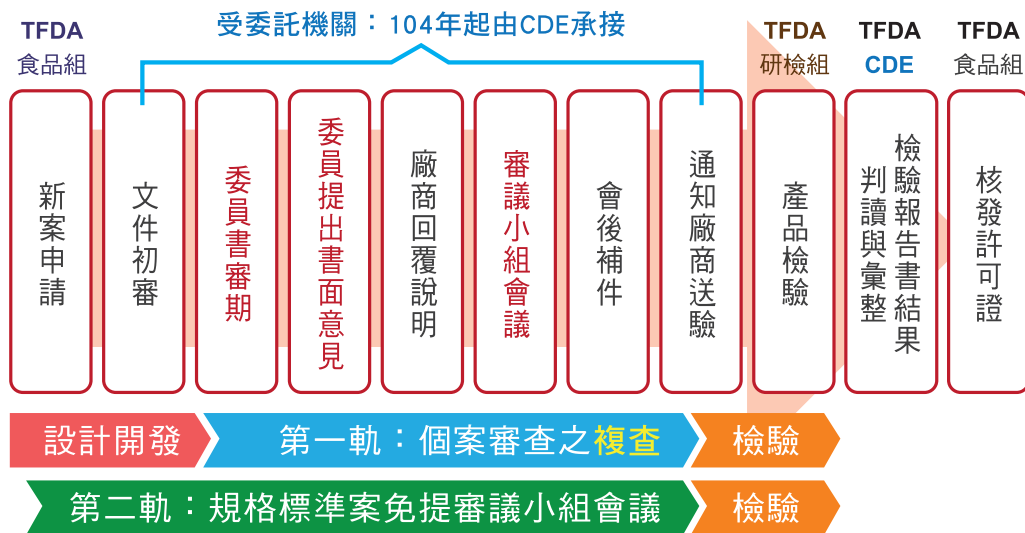 受委託機關：104年起由CDE承接
TFDA
食品組
TFDA
研檢組
TFDA
CDE
TFDA
食品組
新案申請
文件初審
委員書審期
委員提出書面意見
廠商回覆說明
審議小組會議
會後補件
通知廠商送驗
產品檢驗
檢驗報告書結果
判讀與彙整
核發許可證
設計開發
第一軌：個案審查之複查
檢驗
第二軌：規格標準案免提審議小組會議
檢驗